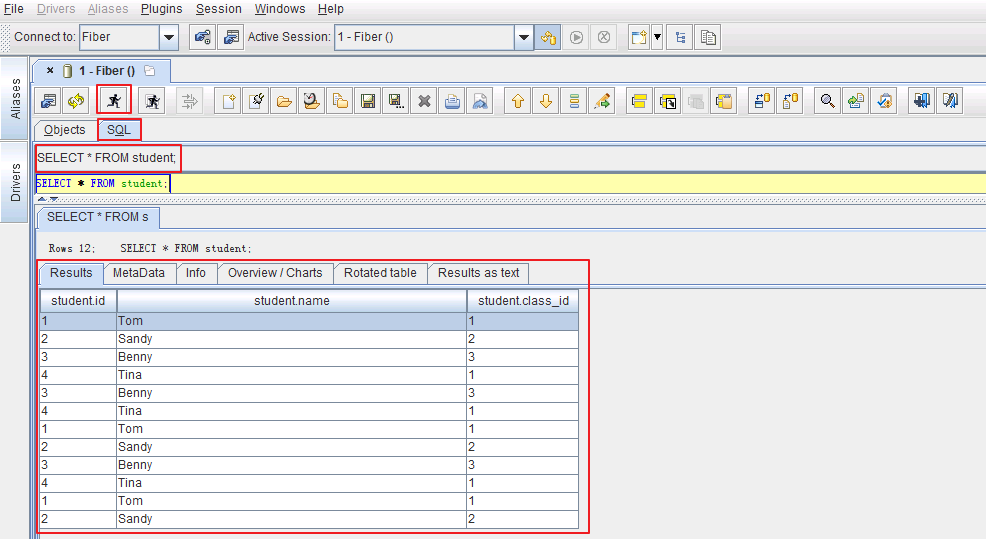 File Drivers Aliases Plugins Session Windows Help
Connect to: Fiber Active Session: 1 - Fiber ()
1 - Fiber ()
Aliases
Drivers
Objects SQL
SELECT * FROM student;
SELECT * FROM student;
SELECT * FROM s
Rows 12; SELECT * FROM student;
Results MetaData Info Overview / Charts Rotated table Results as text
student.id student.name student.class_id
1 Tom 1
2 Sandy 2
3 Benny 3
4 Tina 1
3 Benny 3
4 Tina 1
1 Tom 1
2 Sandy 2
3 Benny 3
4 Tina 1
1 Tom 1
2 Sandy 2